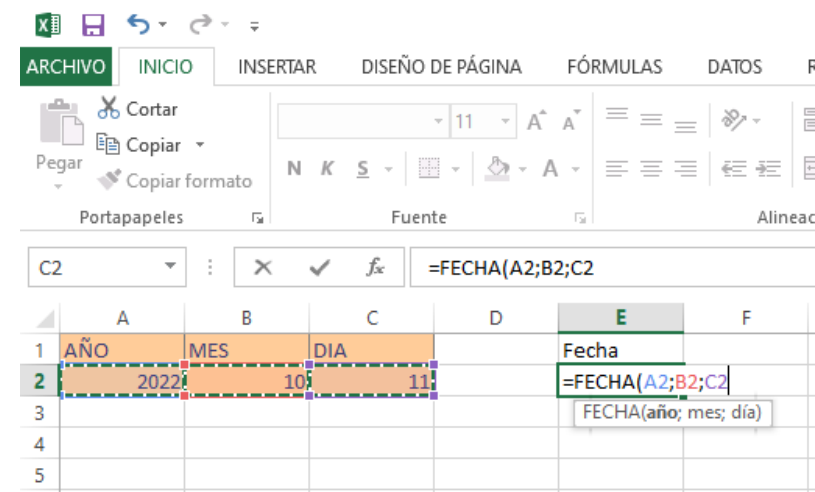 ARCHIVO INICIO INSERTAR DISEÑO DE PÁGINA FÓRMULAS DATOS R
Cortar
Copiar
Copiar formato
Pegar
11 A A
N K S A
Portapapeles Fuente Alineac
C2 fx =FECHA(A2;B2;C2
A B C D E F
1 AÑO MES DIA Fecha
2 2022 10 11 =FECHA(A2;B2;C2
3 FECHA(año; mes; día)
4
5